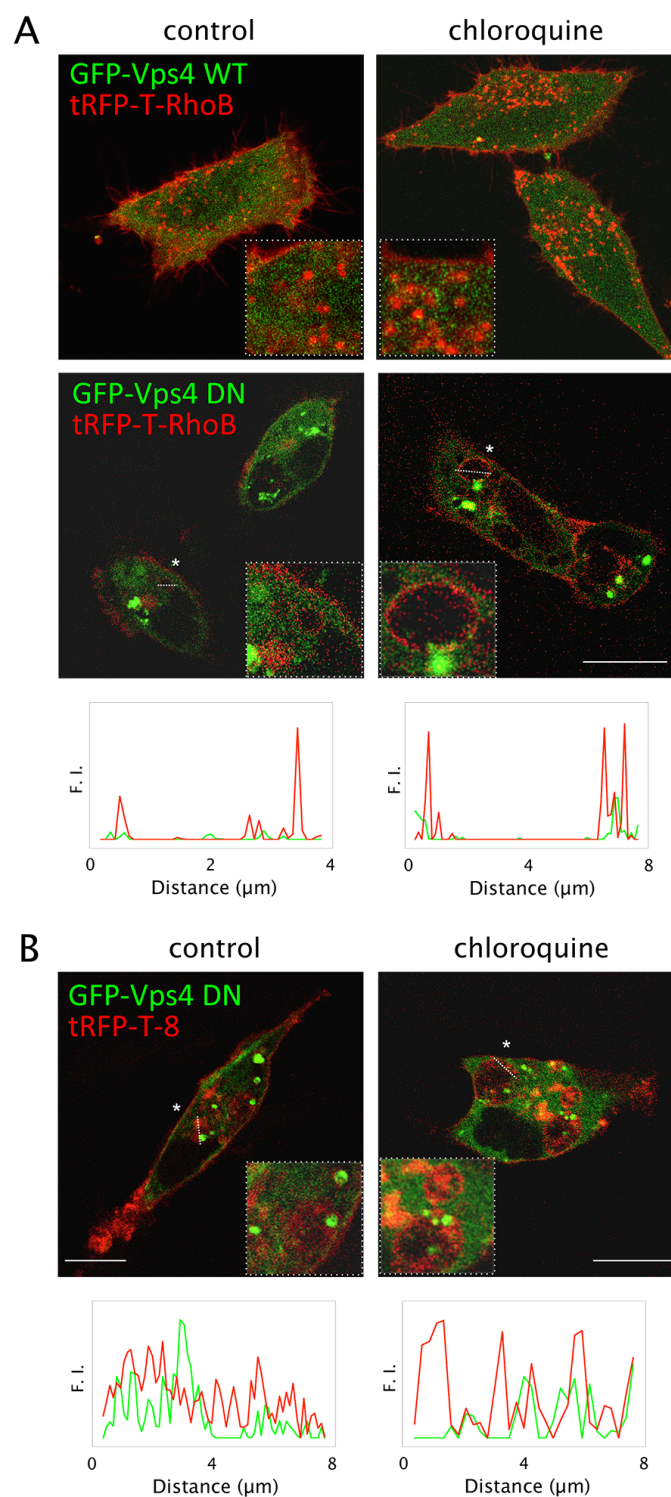 A
control chloroquine
GFP-Vps4 WT
tRFP-T-RhoB
GFP-Vps4 DN
tRFP-T-RhoB
*
*
F. I.
0 2 4
Distance (µm)
F. I.
0 4 8
Distance (µm)
B
control chloroquine
GFP-Vps4 DN
tRFP-T-8
*
*
F. I.
0 4 8
Distance (µm)
F. I.
0 4 8
Distance (µm)